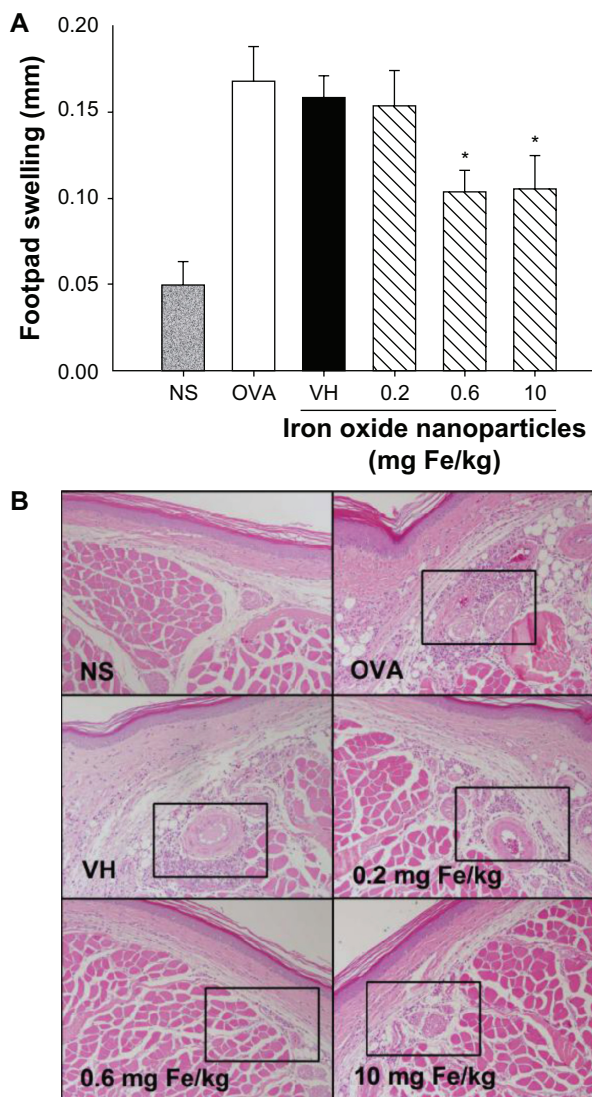 A
0.20
0.15
0.10
0.05
0.00
Footpad swelling (mm)
* *
NS OVA VH 0.2 0.6 10
Iron oxide nanoparticles
(mg Fe/kg)
B
NS OVA
VH 0.2 mg Fe/kg
0.6 mg Fe/kg 10 mg Fe/kg